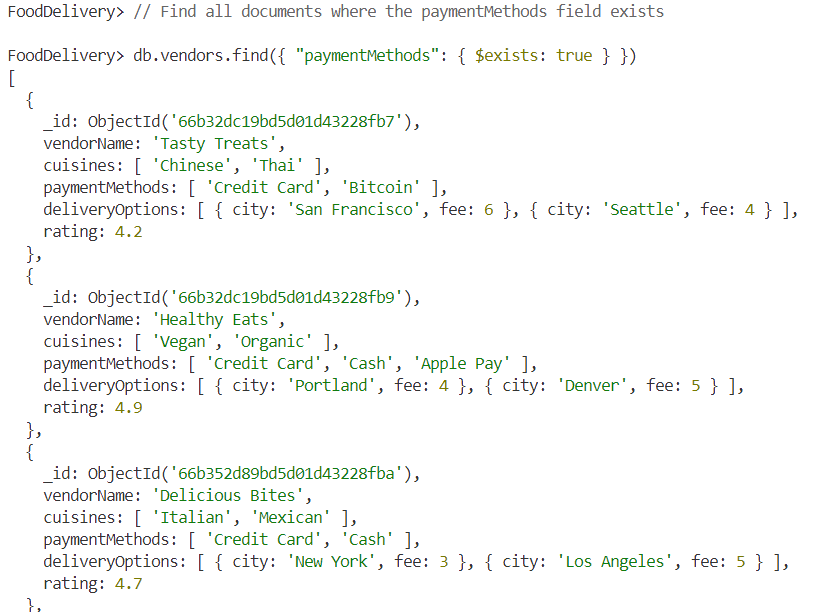 FoodDelivery> // Find all documents where the paymentMethods field exists
FoodDelivery> db.vendors.find({ "paymentMethods": { $exists: true } })
[
  {
    _id: ObjectId('66b32dc19bd5d01d43228fb7'),
    vendorName: 'Tasty Treats',
    cuisines: [ 'Chinese', 'Thai' ],
    paymentMethods: [ 'Credit Card', 'Bitcoin' ],
    deliveryOptions: [ { city: 'San Francisco', fee: 6 }, { city: 'Seattle', fee: 4 } ],
    rating: 4.2
  },
  {
    _id: ObjectId('66b32dc19bd5d01d43228fb9'),
    vendorName: 'Healthy Eats',
    cuisines: [ 'Vegan', 'Organic' ],
    paymentMethods: [ 'Credit Card', 'Cash', 'Apple Pay' ],
    deliveryOptions: [ { city: 'Portland', fee: 4 }, { city: 'Denver', fee: 5 } ],
    rating: 4.9
  },
  {
    _id: ObjectId('66b352d89bd5d01d43228fba'),
    vendorName: 'Delicious Bites',
    cuisines: [ 'Italian', 'Mexican' ],
    paymentMethods: [ 'Credit Card', 'Cash' ],
    deliveryOptions: [ { city: 'New York', fee: 3 }, { city: 'Los Angeles', fee: 5 } ],
    rating: 4.7
  },